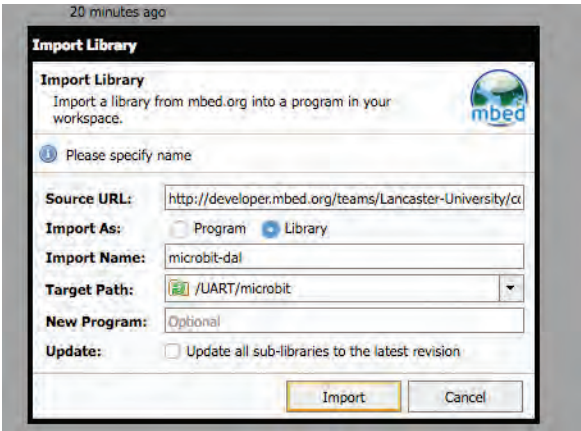 20 minutes ago
Import Library
Import Library
Import a library from mbed.org into a program in your
workspace.
mbed
Please specify name
Source URL: http://developer.mbed.org/teams/Lancaster-University/c
Import As: Program Library
Import Name: microbit-dal
Target Path: /UART/microbit
New Program: Optional
Update: Update all sub-libraries to the latest revision
Import Cancel